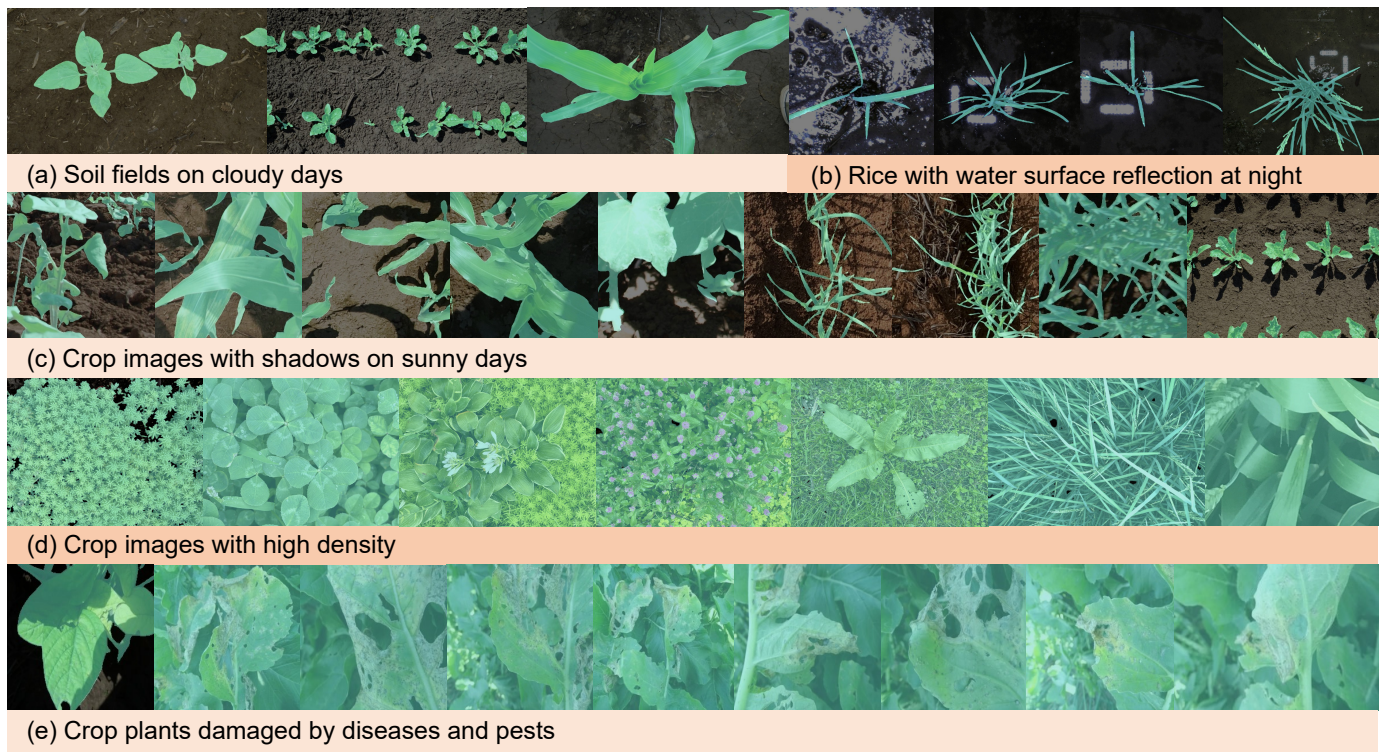 (a) Soil fields on cloudy days
(b) Rice with water surface reflection at night
(c) Crop images with shadows on sunny days
(d) Crop images with high density
(e) Crop plants damaged by diseases and pests